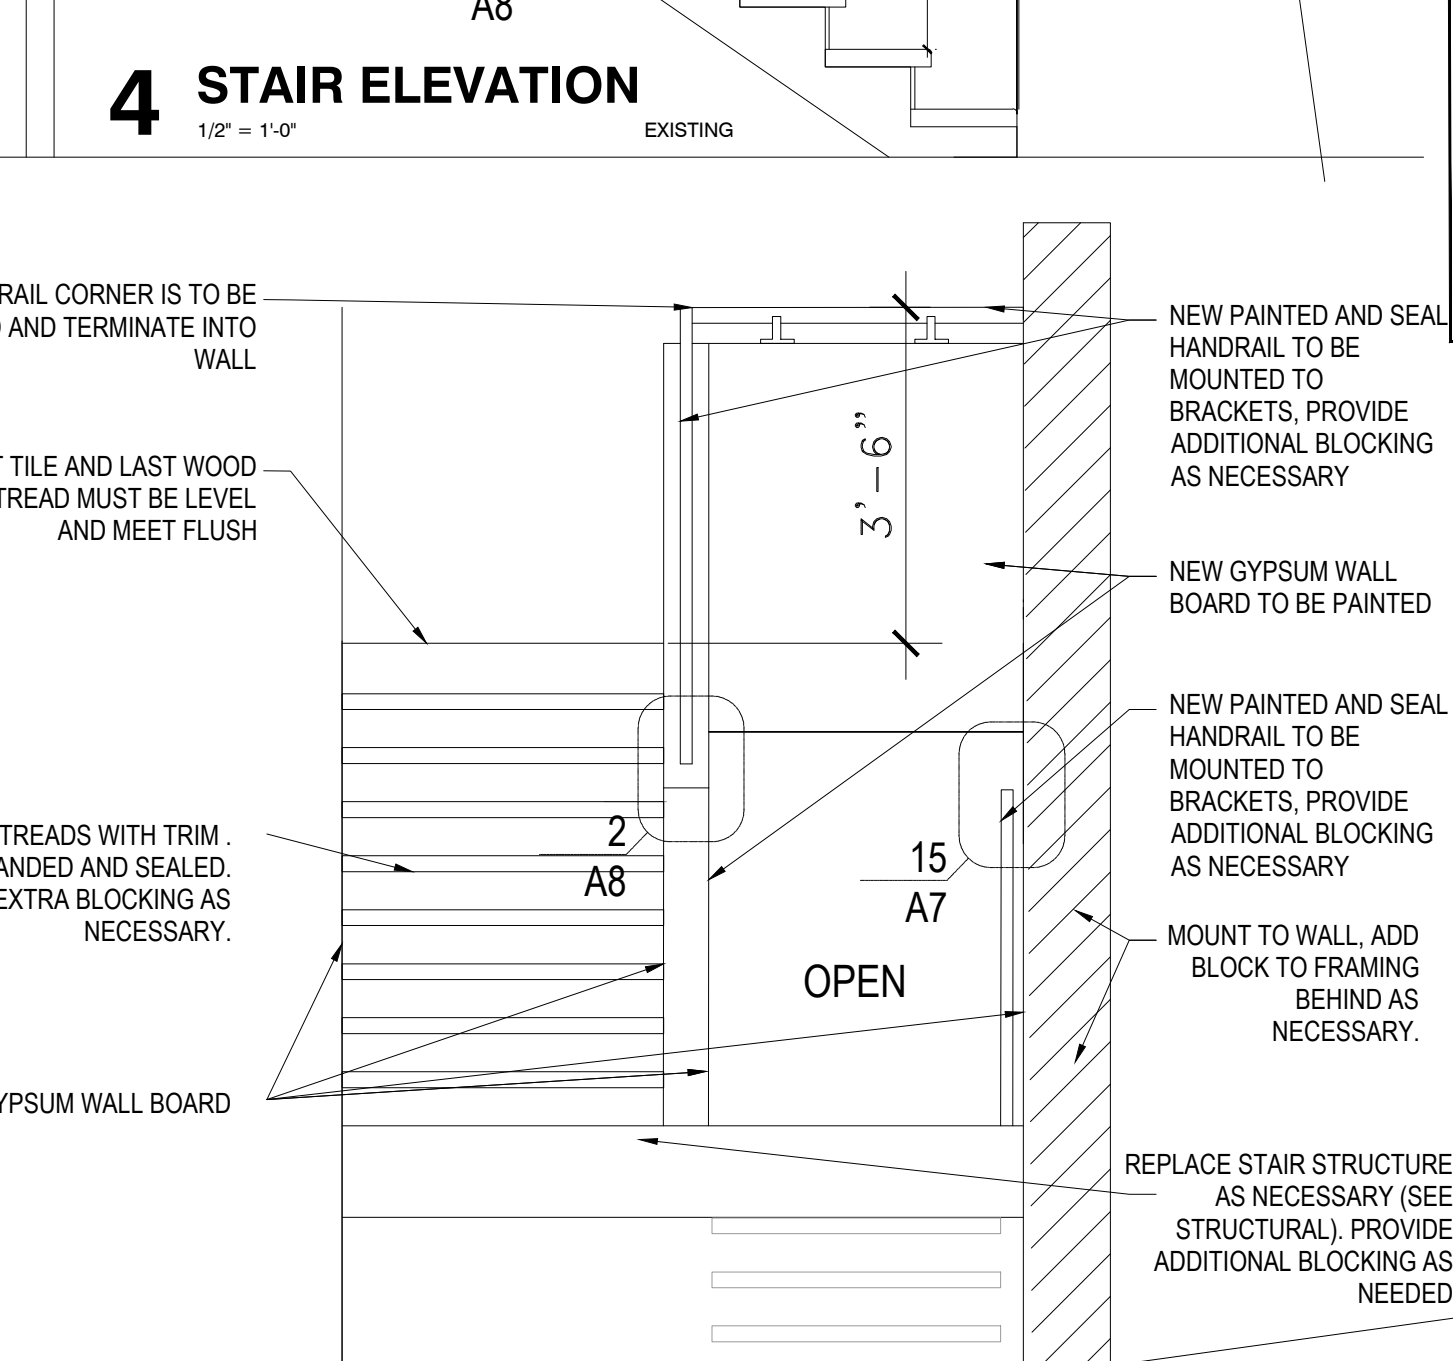 A8
4 STAIR ELEVATION
1/2" = 1'-0"
EXISTING
RAIL CORNER IS TO BE
AND TERMINATE INTO
WALL
TILE AND LAST WOOD
TREAD MUST BE LEVEL
AND MEET FLUSH
TREADS WITH TRIM .
ANDED AND SEALED.
EXTRA BLOCKING AS
NECESSARY.
YPSUM WALL BOARD
3'-6"
2
A8
15
A7
OPEN
NEW PAINTED AND SEAL
HANDRAIL TO BE
MOUNTED TO
BRACKETS, PROVIDE
ADDITIONAL BLOCKING
AS NECESSARY
NEW GYPSUM WALL
BOARD TO BE PAINTED
NEW PAINTED AND SEAL
HANDRAIL TO BE
MOUNTED TO
BRACKETS, PROVIDE
ADDITIONAL BLOCKING
AS NECESSARY
MOUNT TO WALL, ADD
BLOCK TO FRAMING
BEHIND AS
NECESSARY.
REPLACE STAIR STRUCTURE
AS NECESSARY (SEE
STRUCTURAL). PROVIDE
ADDITIONAL BLOCKING AS
NEEDED